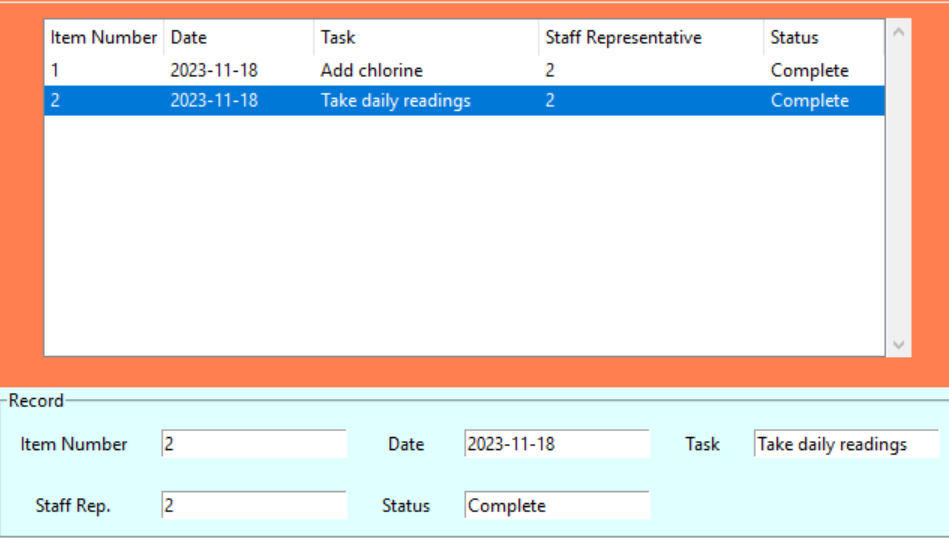 Item Number Date Task Staff Representative Status
1 2023-11-18 Add chlorine 2 Complete
2 2023-11-18 Take daily readings 2 Complete
Record
Item Number 2 Date 2023-11-18 Task Take daily readings
Staff Rep. 2 Status Complete